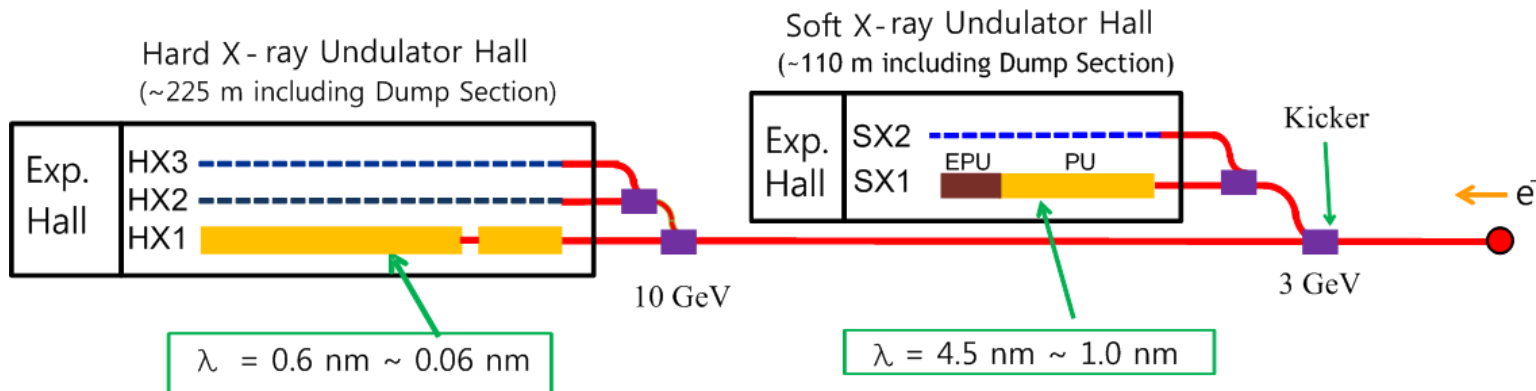 Hard X-ray Undulator Hall
(~225 m including Dump Section)
Exp.
Hall
HX3
HX2
HX1
10 GeV
λ = 0.6 nm ~ 0.06 nm
Soft X-ray Undulator Hall
(~110 m including Dump Section)
Exp.
Hall
SX2
EPU PU
SX1
Kicker
e⁻
3 GeV
λ = 4.5 nm ~ 1.0 nm